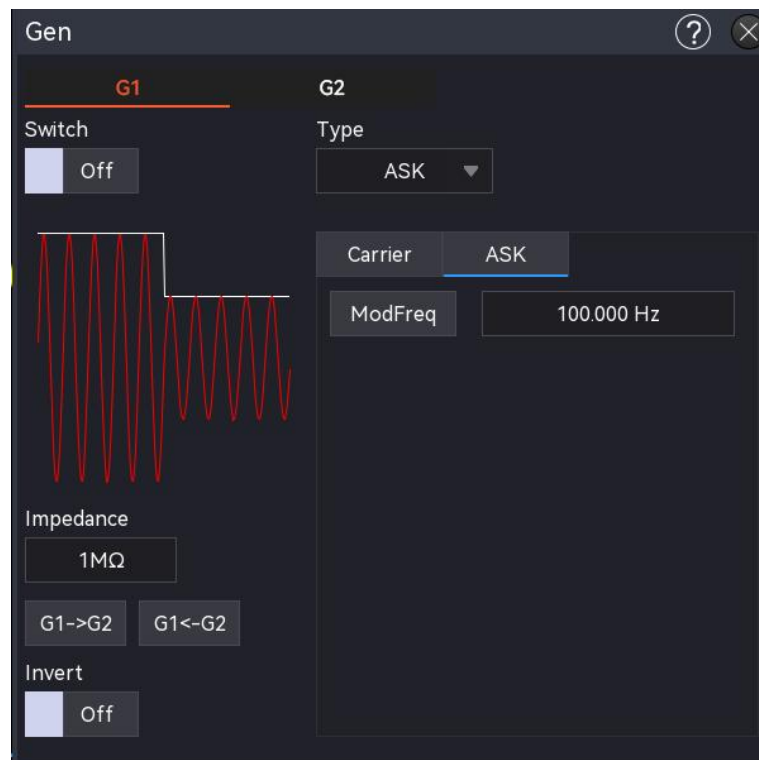 Gen
?
G1 G2
Switch Type
Off ASK
Carrier ASK
ModFreq 100.000 Hz
Impedance
1MΩ
G1->G2 G1<-G2
Invert
Off